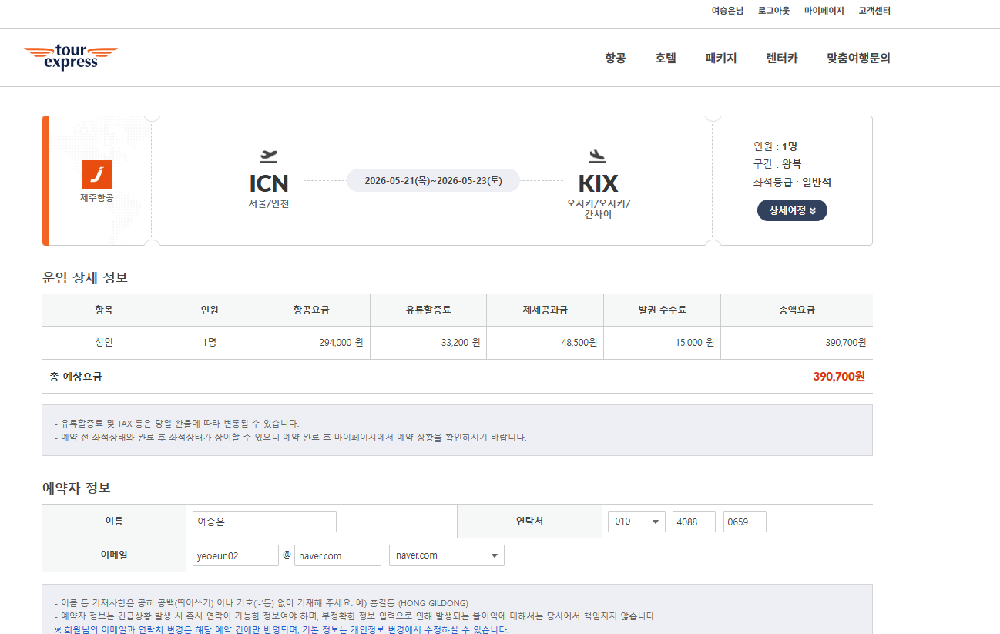 여승은님 로그아웃 마이페이지 고객센터
tour express
항공 호텔 패키지 렌터카 맞춤여행문의
제주항공
ICN
서울/인천
2026-05-21(목)~2026-05-23(토)
KIX
오사카/오사카/
간사이
인원 : 1명
구간 : 왕복
좌석등급 : 일반석
상세여정
운임 상세 정보
항목 인원 항공요금 유류할증료 제세공과금 발권 수수료 총액요금
성인 1명 294,000 원 33,200 원 48,500원 15,000 원 390,700원
총 예상요금 390,700원
- 유류할증료 및 TAX 등은 당일 환율에 따라 변동될 수 있습니다.
- 예약 전 좌석상태와 완료 후 좌석상태가 상이할 수 있으니 예약 완료 후 마이페이지에서 예약 상황을 확인하시기 바랍니다.
예약자 정보
이름 여승은 연락처 010 4088 0659
이메일 yeoeun02 @ naver.com naver.com
- 이름 등 기재사항은 공히 공백(띄어쓰기) 이나 기호('-'등) 없이 기재해 주세요. 예) 홍길동 (HONG GILDONG)
- 예약자 정보는 긴급상황 발생 시 즉시 연락이 가능한 정보여야 하며, 부정확한 정보 입력으로 인해 발생되는 불이익에 대해서는 당사에서 책임지지 않습니다.
※ 회원님의 이메일과 연락처 변경은 해당 예약 건에만 반영되며, 기본 정보는 개인정보 변경에서 수정하실 수 있습니다.